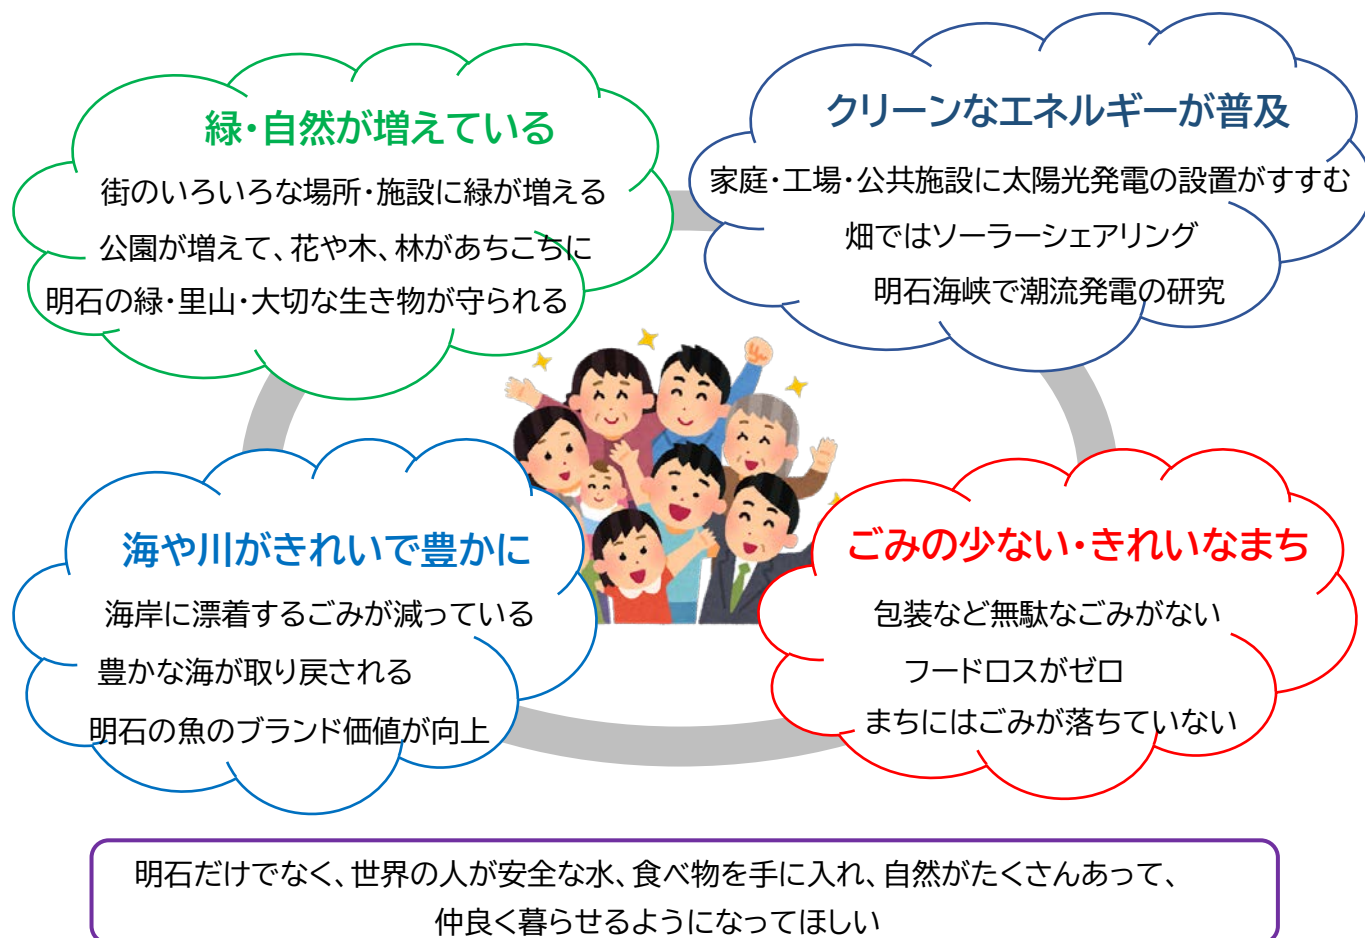 緑・自然が増えている
街のいろいろな場所・施設に緑が増える
公園が増えて、花や木、林があちこちに
明石の緑・里山・大切な生き物が守られる
クリーンなエネルギーが普及
家庭・工場・公共施設に太陽光発電の設置がすすむ
畑ではソーラーシェアリング
明石海峡で潮流発電の研究
海や川がきれいで豊かに
海岸に漂着するごみが減っている
豊かな海が取り戻される
明石の魚のブランド価値が向上
ごみの少ない・きれいなまち
包装など無駄なごみがない
フードロスがゼロ
まちにはごみが落ちていない
明石だけでなく、世界の人が安全な水、食べ物を手に入れ、自然がたくさんあって、
仲良く暮らせるようになってほしい